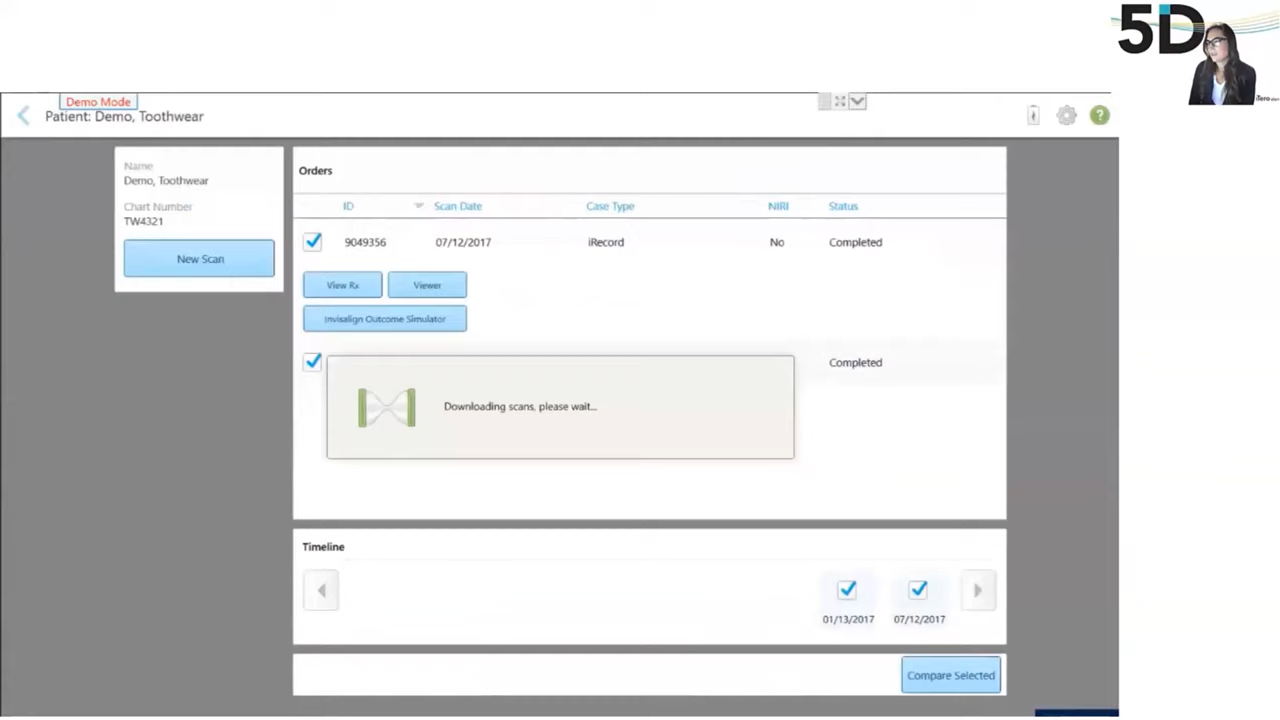 5D
iTero
Demo Mode
Patient: Demo, Toothwear
?
Name
Demo, Toothwear
Chart Number
TW4321
New Scan
Orders
ID Scan Date Case Type NIRI Status
9049356 07/12/2017 iRecord No Completed
View Rx Viewer
Invisalign Outcome Simulator
Completed
Downloading scans, please wait...
Timeline
01/13/2017 07/12/2017
Compare Selected